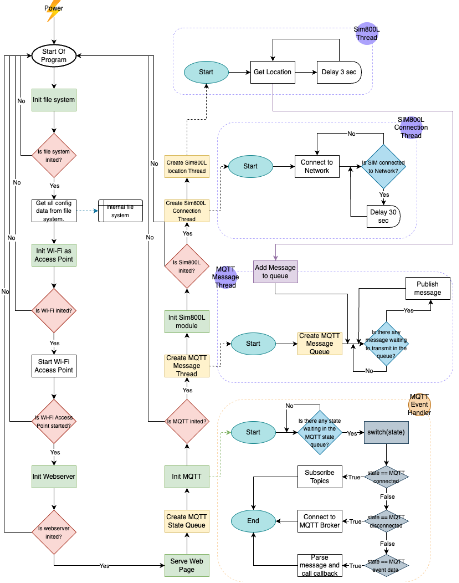 Power
Start Of
Program
Init file system
No
Is file system
inited?
Yes
Get all config
data from file
system.
Internal file
system
Init Wi-Fi as
Access Point
No
Is Wi-Fi inited?
Yes
Start Wi-Fi
Access Point
No
Is Wi-Fi Access
Point started?
Yes
Init Webserver
No
Is webserver
inited?
Yes
Serve Web
Page
Create MQTT
State Queue
Init MQTT
No
Is MQTT inited?
Yes
Create MQTT
Message
Thread
Init Sim800L
module
No
Is Sim800L
inited?
Yes
Create Sim800L
Connection
Thread
Create Sim800L
location Thread
Sim800L
Thread
Start
Get Location
Delay 3 sec
SIM800L
Connection
Thread
Start
Connect to
Network
No
Is SIM connected
to Network?
Yes
Delay 30
sec
Add Message
to queue
MQTT
Message
Thread
Start
Create MQTT
Message
Queue
Is there any
message waiting
to transmit in the
queue?
Yes
No
Publish
message
MQTT
Event
Handler
Start
No
Is there any state
waiting in the
MQTT state
queue?
Yes
switch(state)
state == MQTT
connected
True
Subscribe
Topics
False
state == MQTT
disconnected
True
Connect to
MQTT Broker
End
False
state == MQTT
event data
True
Parse
message and
call callback